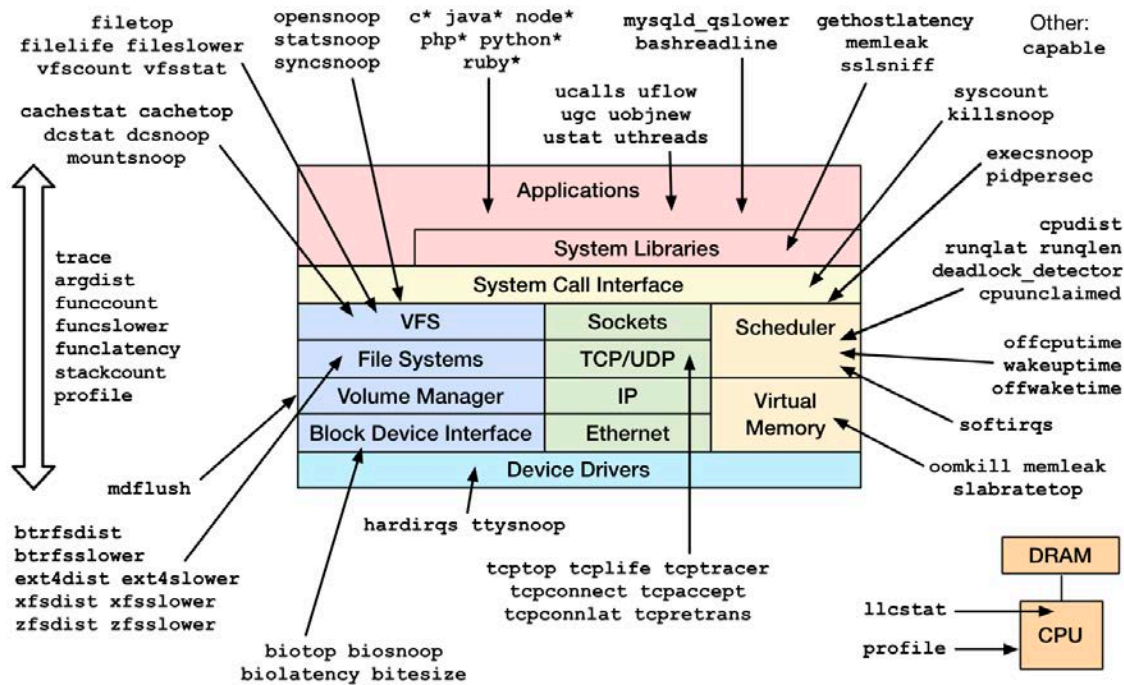 filetop
filelife fileslower
vfscount vfsstat
opensnoop
statsnoop
syncsnoop
c* java* node*
php* python*
ruby*
mysqld_qslower
bashreadline
gethostlatency
memleak
sslsniff
Other:
capable
cachestat cachetop
dcstat dcsnoop
mountsnoop
ucalls uflow
ugc uobjnew
ustat uthreads
syscount
killsnoop
execsnoop
pidpersec
cpudist
runqlat runqlen
deadlock_detector
cpuunclaimed
offcputime
wakeuptime
offwaketime
softirqs
oomkill memleak
slabratetop
trace
argdist
funccount
funcslower
funclatency
stackcount
profile
Applications
System Libraries
System Call Interface
VFS
Sockets
Scheduler
File Systems
TCP/UDP
Volume Manager
IP
Virtual
Memory
Block Device Interface
Ethernet
Device Drivers
mdflush
hardirqs ttysnoop
btrfsdist
btrfsslower
ext4dist ext4slower
xfsdist xfsslower
zfsdist zfsslower
biotop biosnoop
biolatency bitesize
tcptop tcplife tcptracer
tcpconnect tcpaccept
tcpconnlat tcpretrans
DRAM
llcstat
CPU
profile